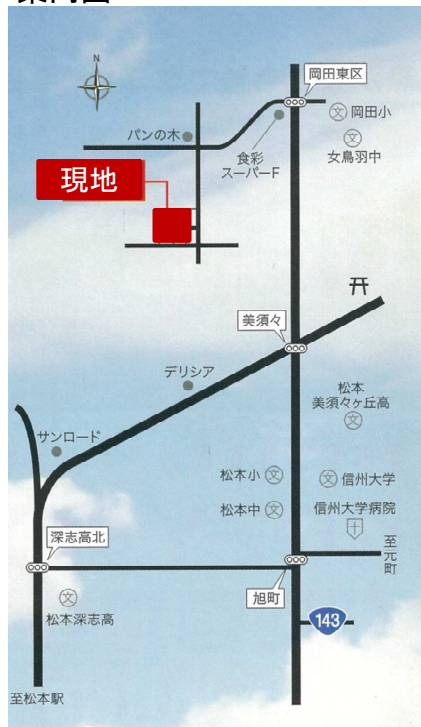 N
岡田東区
岡田小
パンの木
食彩
スーパーF
女鳥羽中
現地
美須々
デリシア
松本
美須々ヶ丘高
サンロード
松本小
信州大学
松本中
信州大学病院
深志高北
至元町
旭町
松本深志高
143
至松本駅